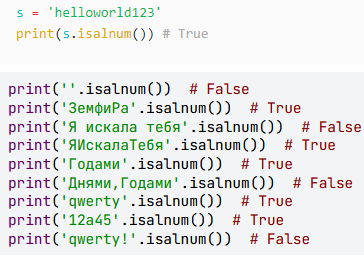 s = 'helloworld123'
print(s.isalnum()) # True
print(''.isalnum())  # False
print('ЗемфиРа'.isalnum())  # True
print('Я искала тебя'.isalnum())  # False
print('ЯИскалаТебя'.isalnum())  # True
print('Годами'.isalnum())  # True
print('Днями,Годами'.isalnum())  # False
print('qwerty'.isalnum())  # True
print('12a45'.isalnum())  # True
print('qwerty!'.isalnum())  # False